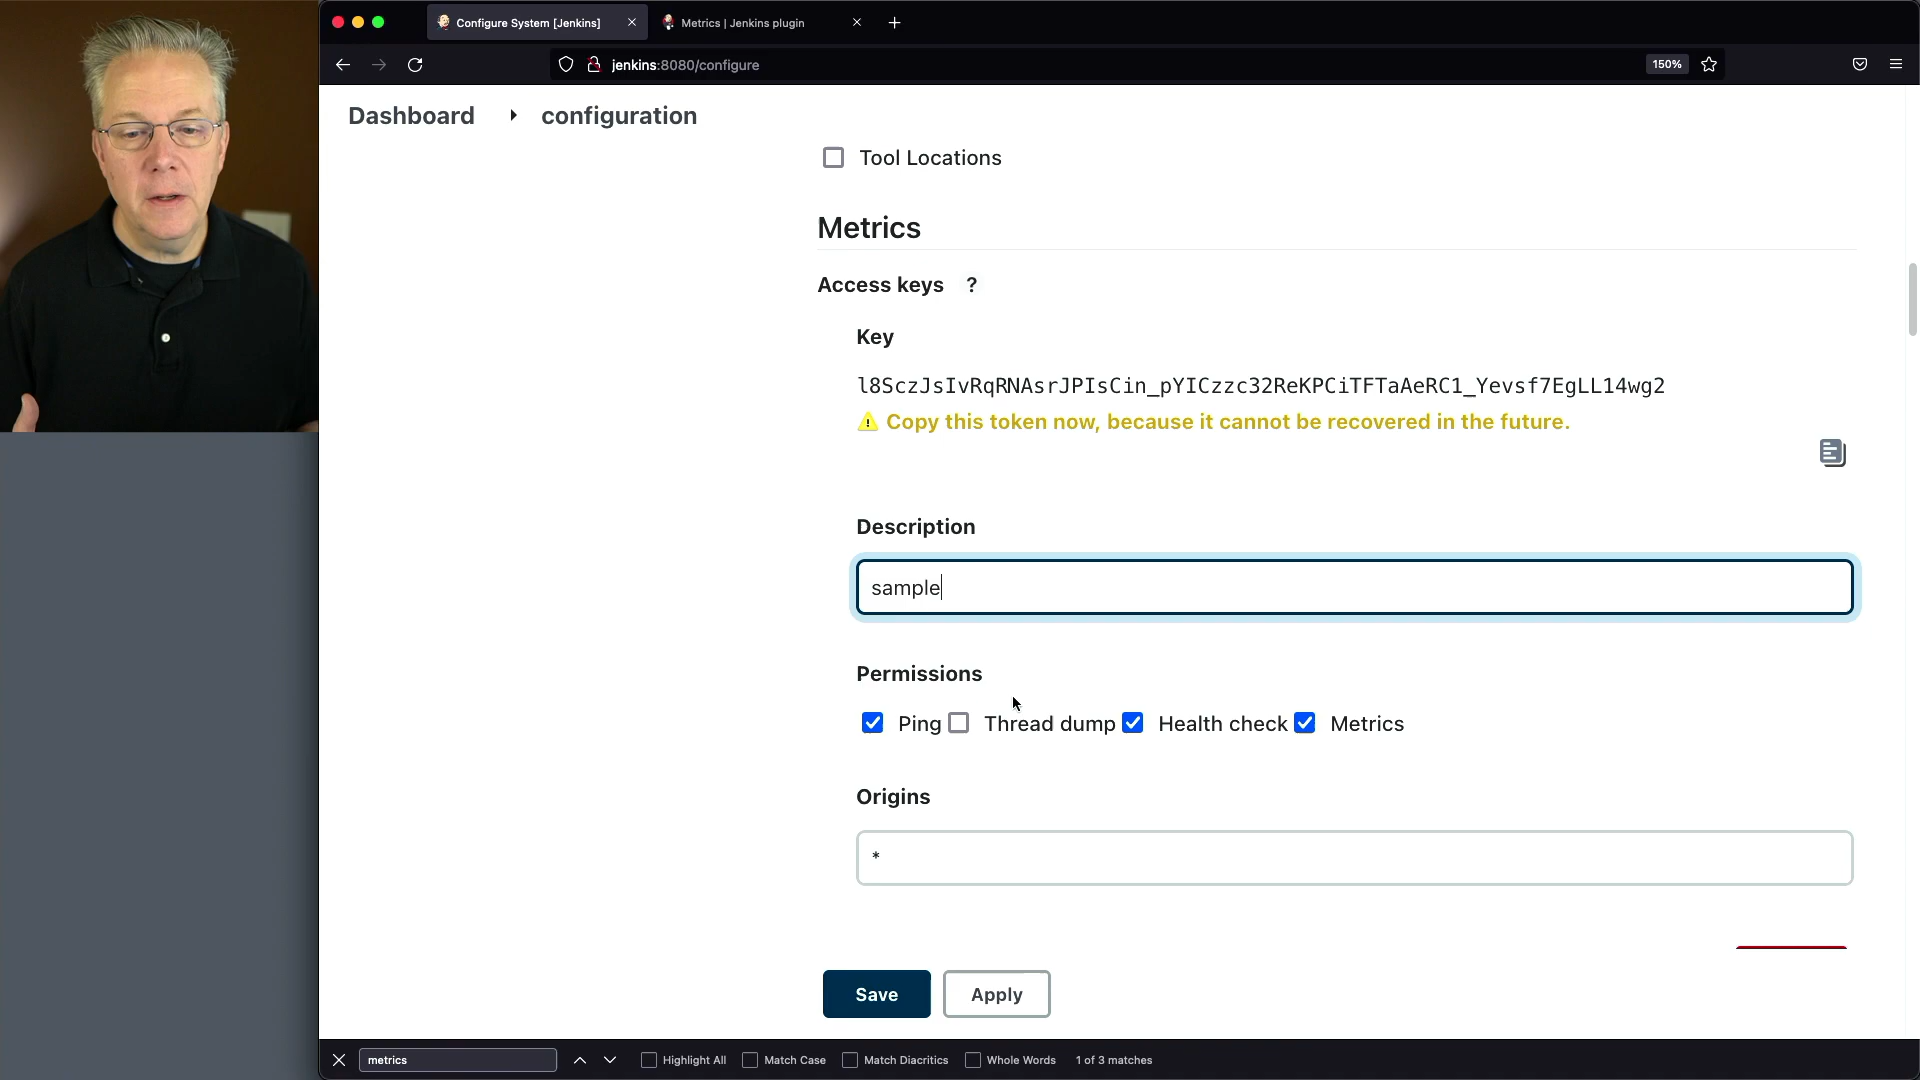 Configure System [Jenkins]
Metrics | Jenkins plugin
jenkins:8080/configure
150%
Dashboard
configuration
Tool Locations
Metrics
Access keys ?
Key
l8SczJsIvRqRNAsrJPIsCin_pYICzzc32ReKPCiTFTaAeRC1_Yevsf7EgLL14wg2
Copy this token now, because it cannot be recovered in the future.
Description
sample
Permissions
Ping Thread dump Health check Metrics
Origins
*
Save Apply
metrics Highlight All Match Case Match Diacritics Whole Words 1 of 3 matches